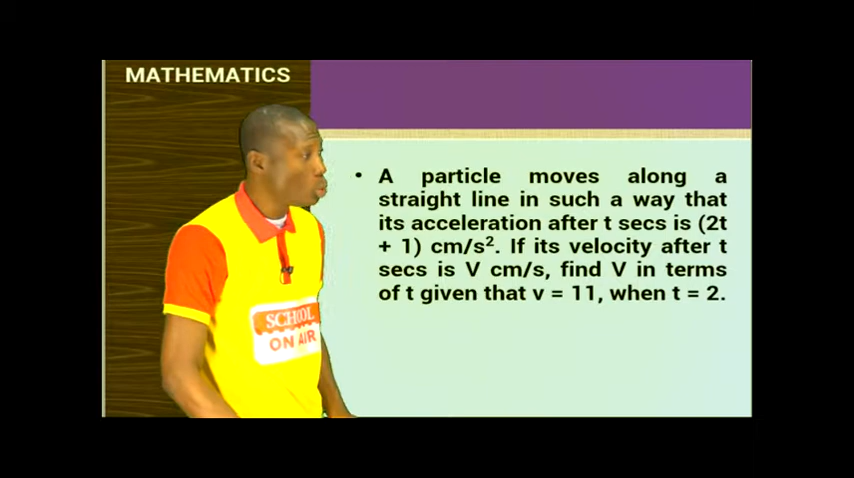 MATHEMATICS
• A particle moves along a
straight line in such a way that
its acceleration after t secs is (2t
+ 1) cm/s². If its velocity after t
secs is V cm/s, find V in terms
of t given that v = 11, when t = 2.
SCHOOL
ON AIR